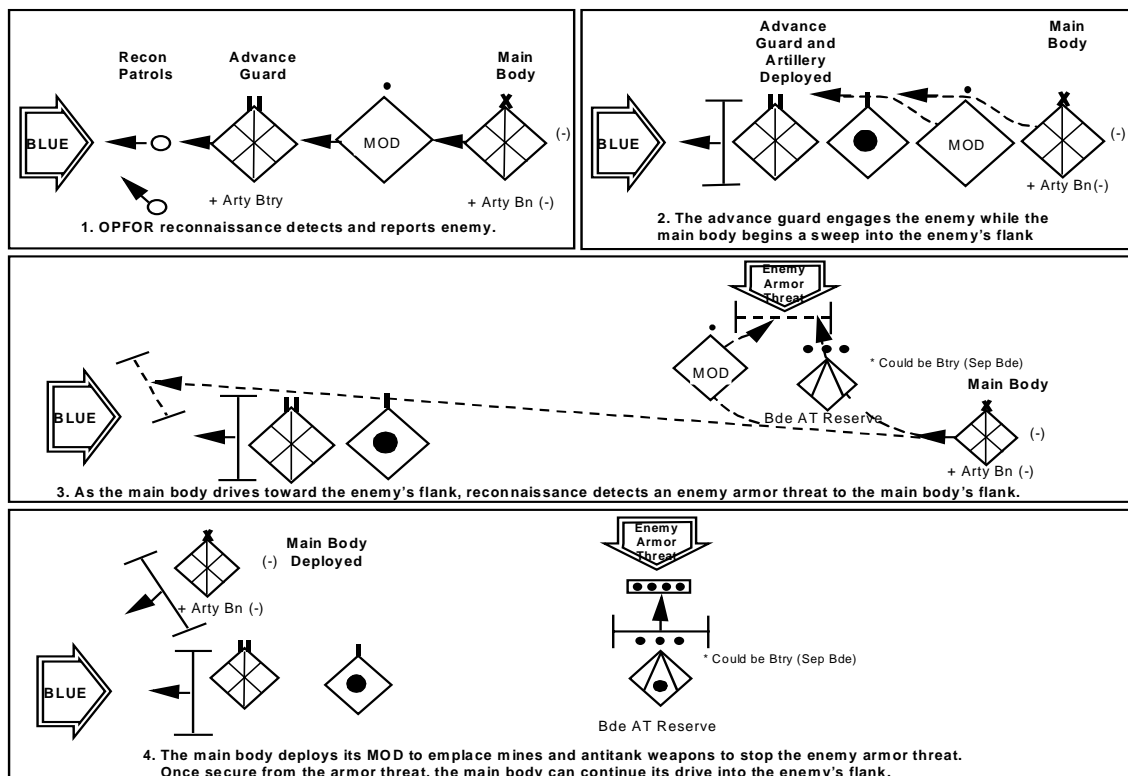 Recon
Patrols
Advance
Guard
Main
Body
BLUE
MOD
(-)
+ Arty Btry
+ Arty Bn (-)
1. OPFOR reconnaissance detects and reports enemy.
Advance
Guard and
Artillery
Deployed
Main
Body
BLUE
MOD
(-)
+ Arty Bn(-)
2. The advance guard engages the enemy while the
main body begins a sweep into the enemy's flank
Enemy
Armor
Threat
MOD
* Could be Btry (Sep Bde)
Main Body
BLUE
Bde AT Reserve
(-)
+ Arty Bn (-)
3. As the main body drives toward the enemy's flank, reconnaissance detects an enemy armor threat to the main body's flank.
Main Body
Deployed
(-)
+ Arty Bn (-)
Enemy
Armor
Threat
BLUE
* Could be Btry (Sep Bde)
Bde AT Reserve
4. The main body deploys its MOD to emplace mines and antitank weapons to stop the enemy armor threat.
Once secure from the armor threat, the main body can continue its drive into the enemy's flank.